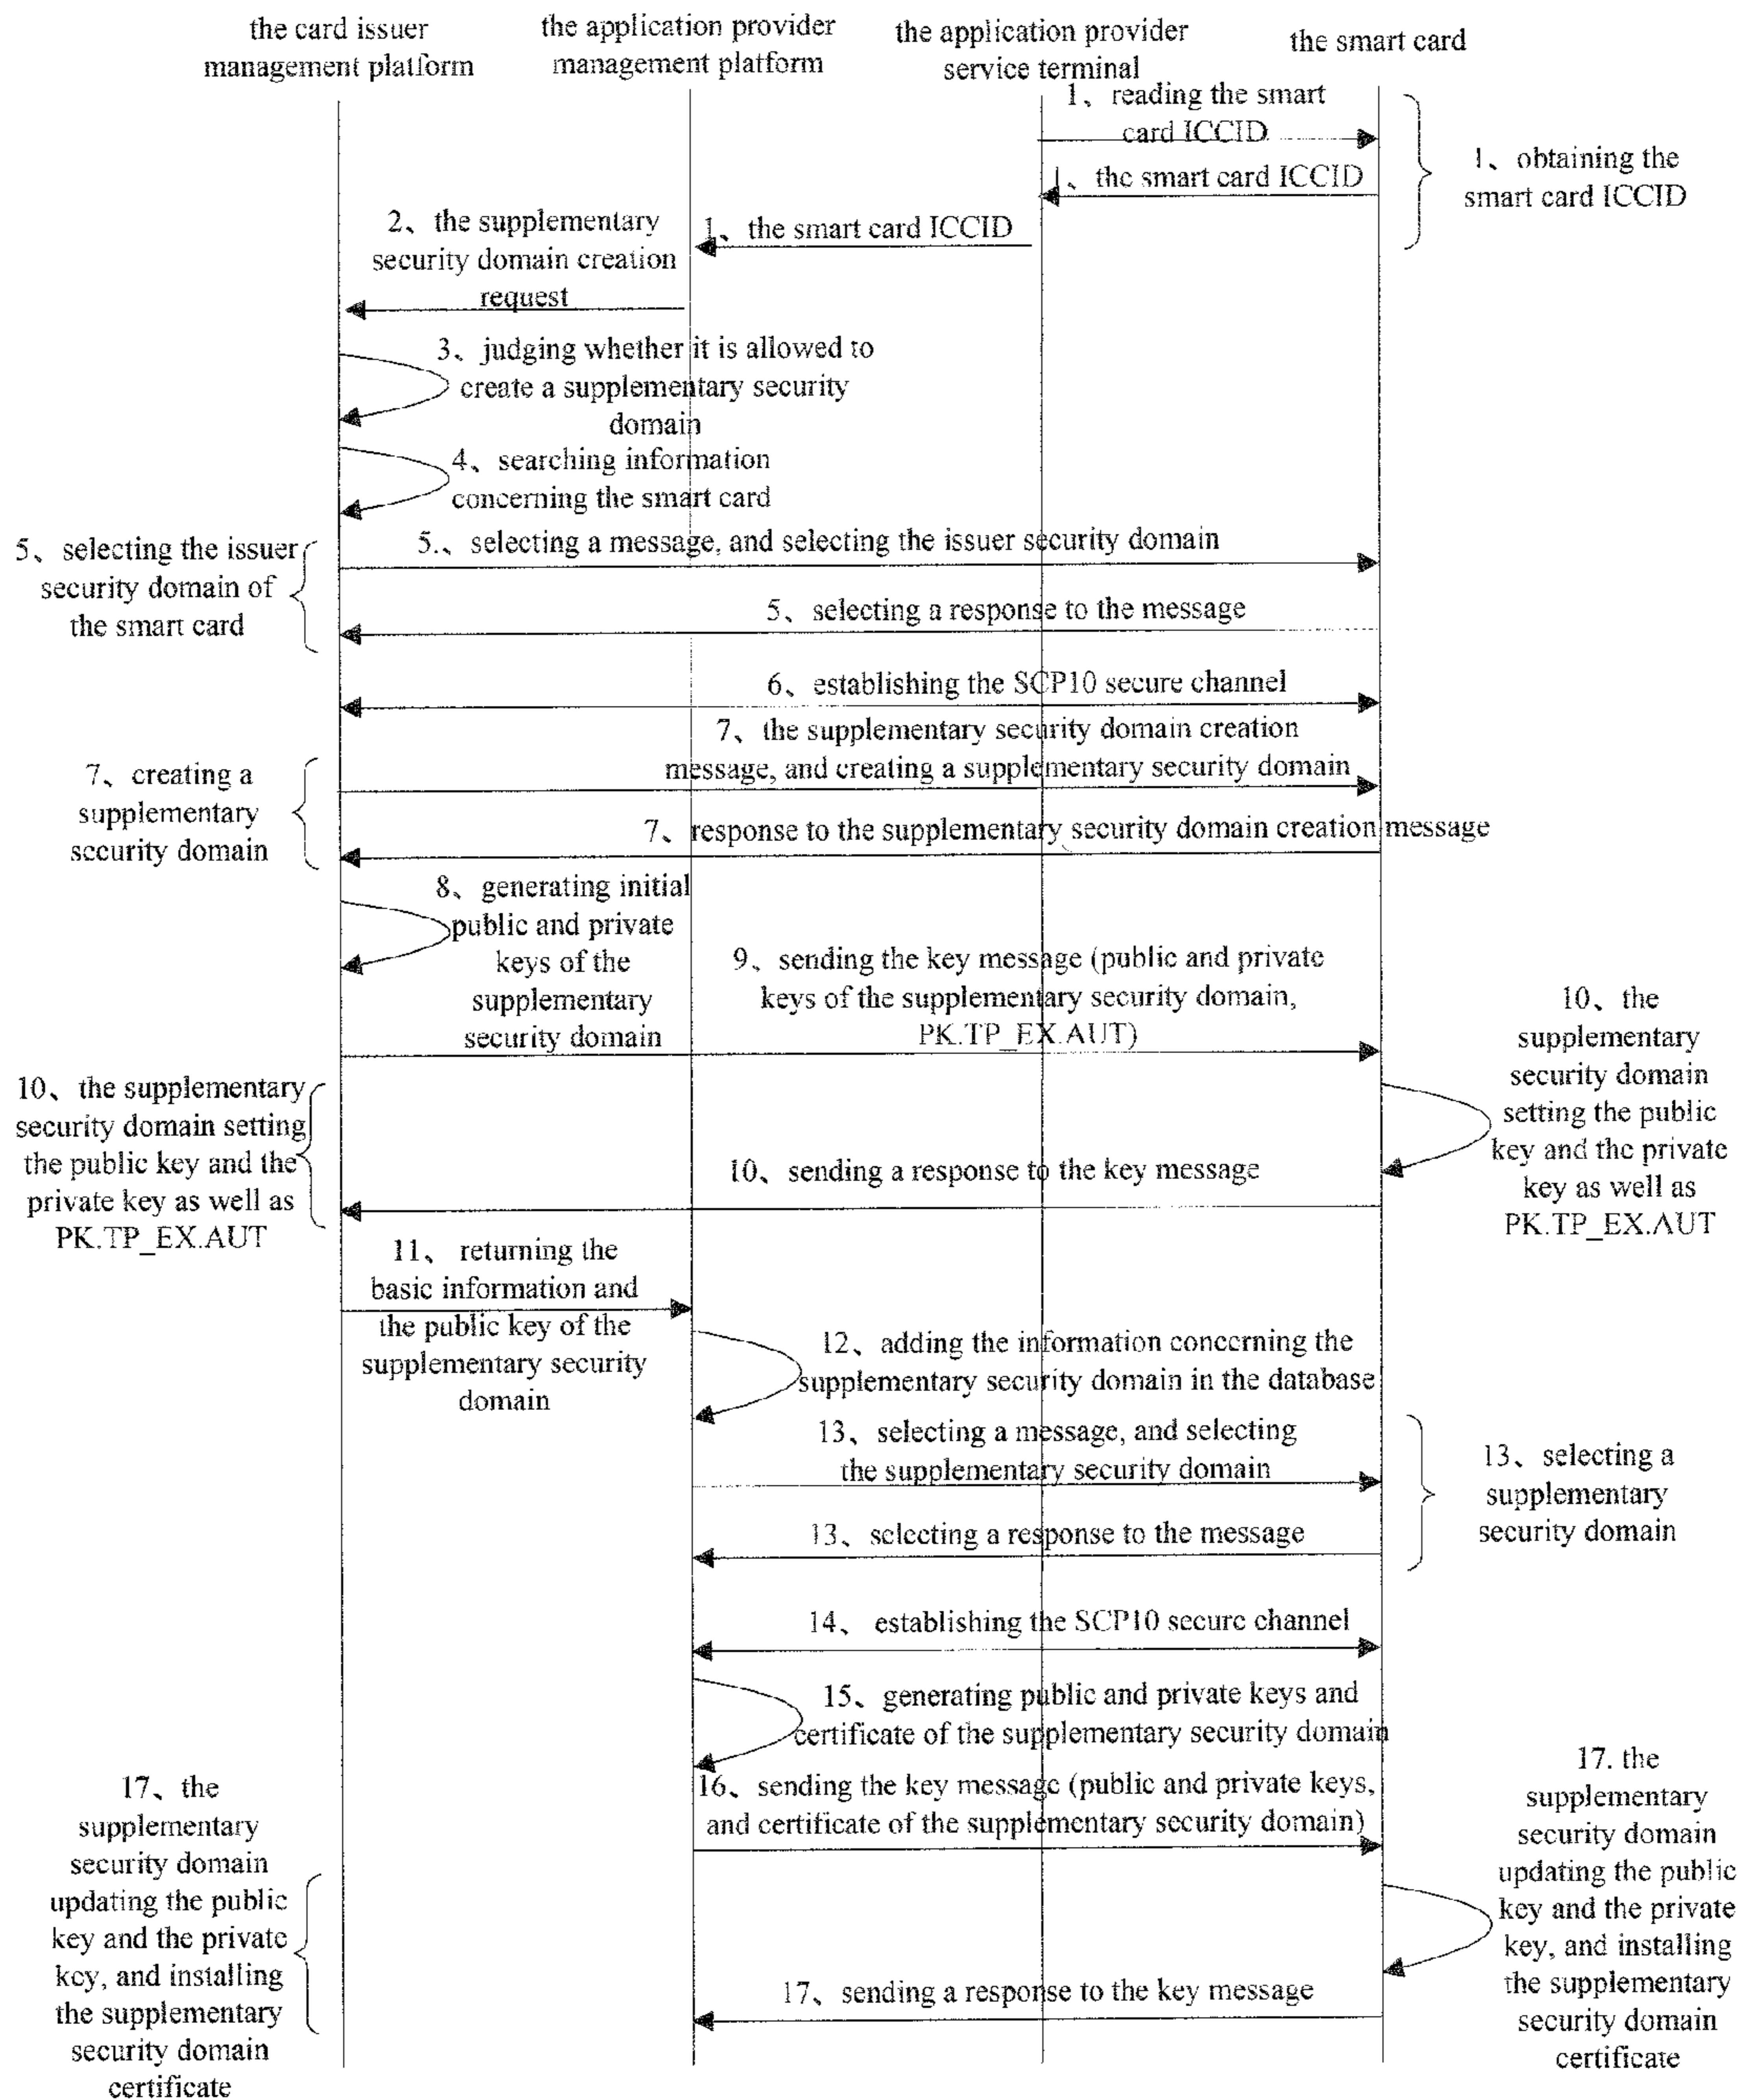 the card issuer
management platform
the application provider
management platform
the application provider
service terminal
the smart card
1、reading the smart
card ICCID
1、the smart card ICCID
1、the smart card ICCID
1、obtaining the
smart card ICCID
2、the supplementary
security domain creation
request
3、judging whether it is allowed to
create a supplementary security
domain
4、searching information
concerning the smart card
5、selecting the issuer
security domain of
the smart card
5.、selecting a message, and selecting the issuer security domain
5、selecting a response to the message
6、establishing the SCP10 secure channel
7、the supplementary security domain creation
message, and creating a supplementary security domain
7、creating a
supplementary
security domain
7、response to the supplementary security domain creation message
8、generating initial
public and private
keys of the
supplementary
security domain
9、sending the key message (public and private
keys of the supplementary security domain,
PK.TP_EX.AUT)
10、the
supplementary
security domain
setting the public
key and the private
key as well as
PK.TP_EX.AUT
10、the supplementary
security domain setting
the public key and the
private key as well as
PK.TP_EX.AUT
10、sending a response to the key message
11、returning the
basic information and
the public key of the
supplementary security
domain
12、adding the information concerning the
supplementary security domain in the database
13、selecting a message, and selecting
the supplementary security domain
13、selecting a
supplementary
security domain
13、selecting a response to the message
14、establishing the SCP10 secure channel
15、generating public and private keys and
certificate of the supplementary security domain
16、sending the key message (public and private keys,
and certificate of the supplementary security domain)
17、the
supplementary
security domain
updating the public
key and the private
key, and installing
the supplementary
security domain
certificate
17. the
supplementary
security domain
updating the public
key and the private
key, and installing
the supplementary
security domain
certificate
17、sending a response to the key message